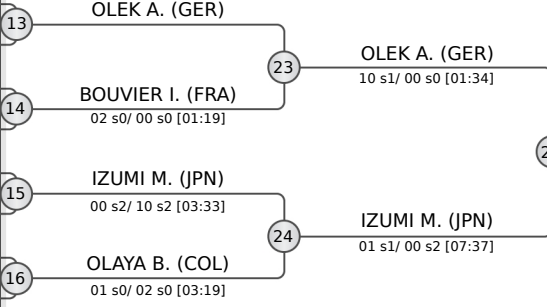 OLEK A. (GER)
13
23
OLEK A. (GER)
10 s1/ 00 s0 [01:34]
BOUVIER I. (FRA)
14
02 s0/ 00 s0 [01:19]
IZUMI M. (JPN)
15
00 s2/ 10 s2 [03:33]
24
IZUMI M. (JPN)
01 s1/ 00 s2 [07:37]
OLAYA B. (COL)
16
01 s0/ 02 s0 [03:19]